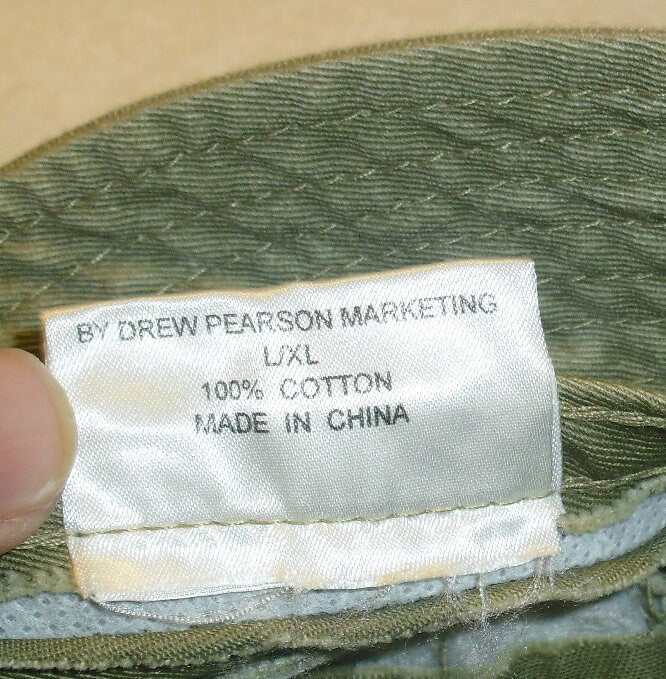 BY DREW PEARSON MARKETING
L/XL
100% COTTON
MADE IN CHINA